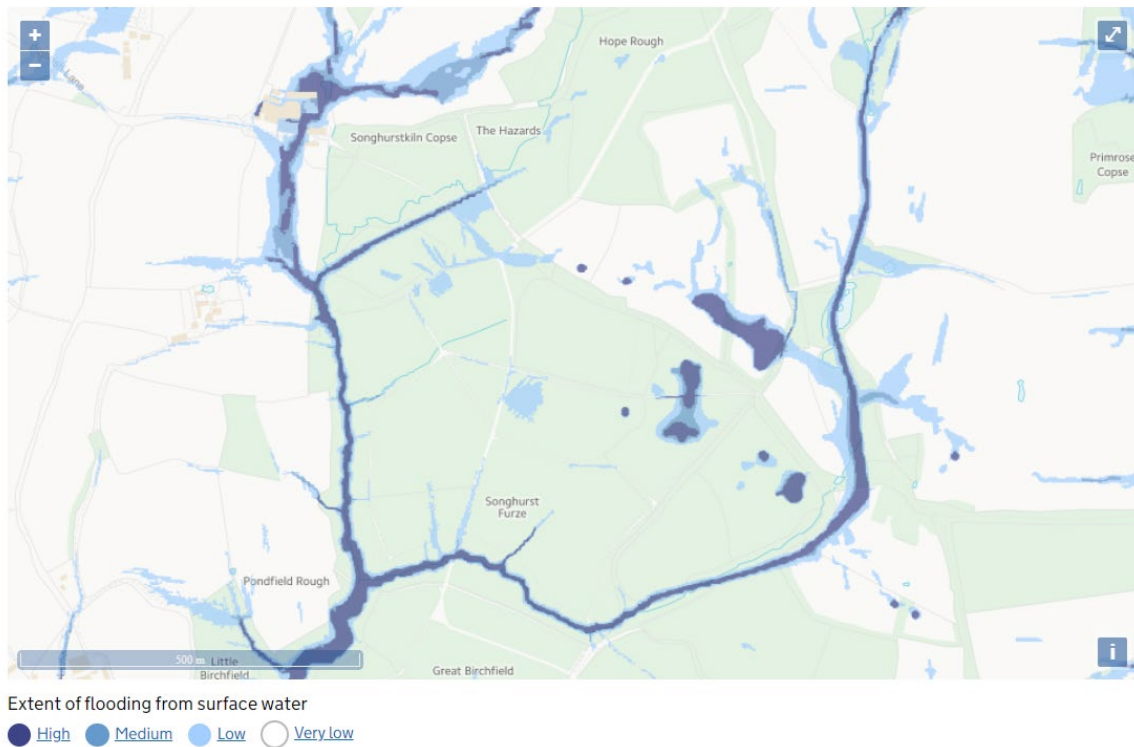 +
−
Hope Rough
Lane
Songhurstkiln Copse
The Hazards
Primrose
Copse
Songhurst
Furze
Pondfield Rough
500 m
Little
Birchfield
Great Birchfield
i
Extent of flooding from surface water
High Medium Low Very low